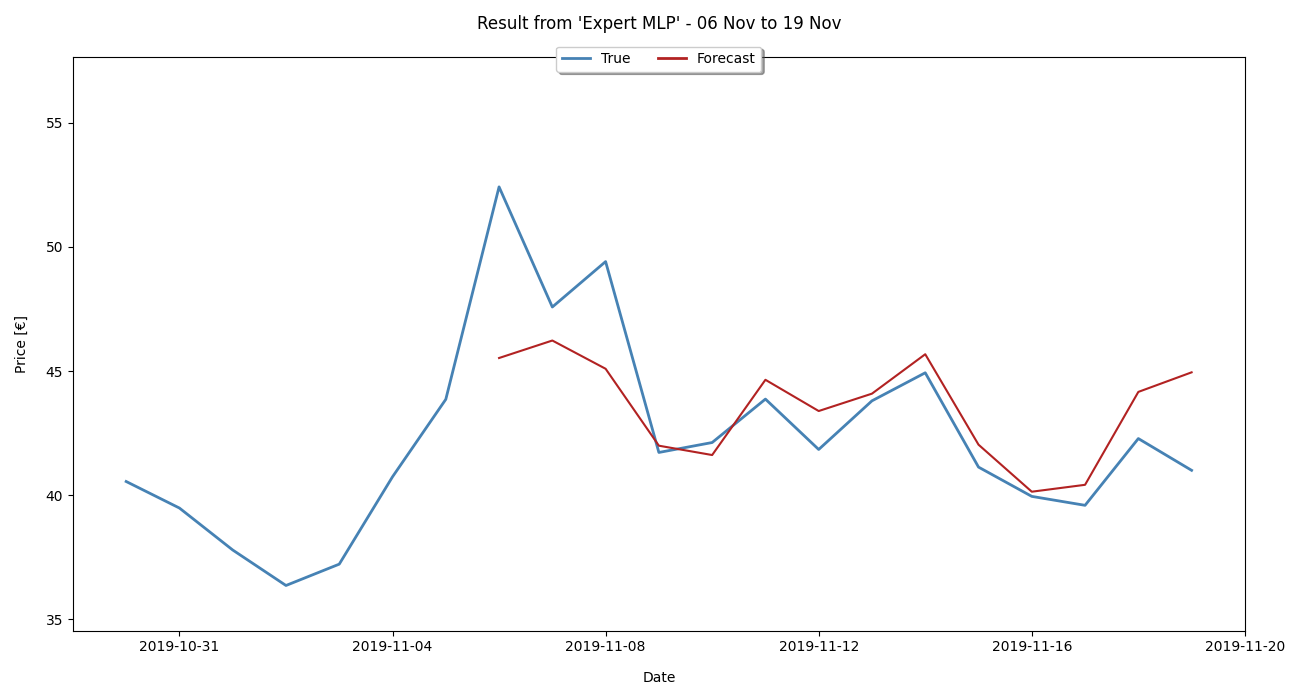 Result from 'Expert MLP' - 06 Nov to 19 Nov
True
Forecast
55
50
45
40
35
Price [€]
2019-10-31
2019-11-04
2019-11-08
2019-11-12
2019-11-16
2019-11-20
Date